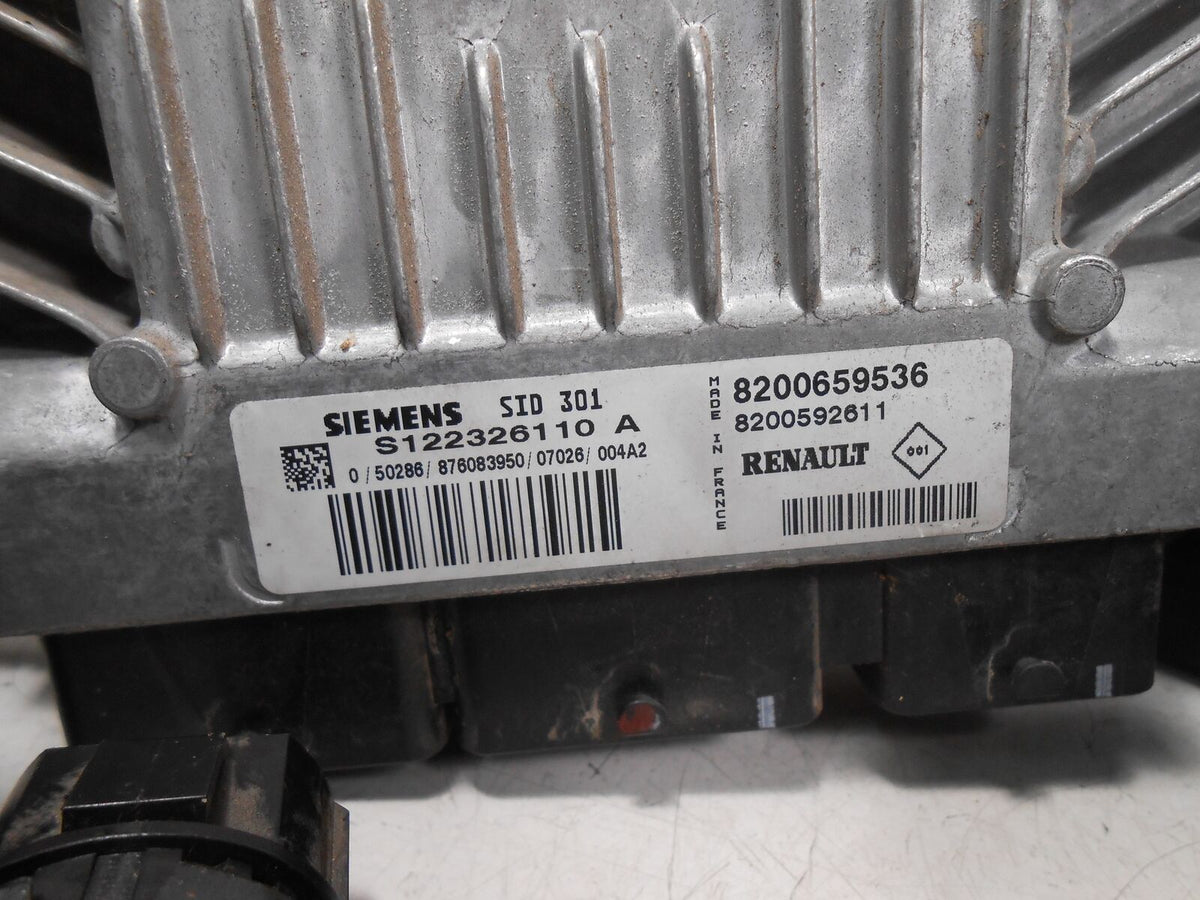 SIEMENS SID 301
S122326110 A
0/50286/876083950/07026/004A2
MADE IN FRANCE
8200659536
8200592611
RENAULT 001